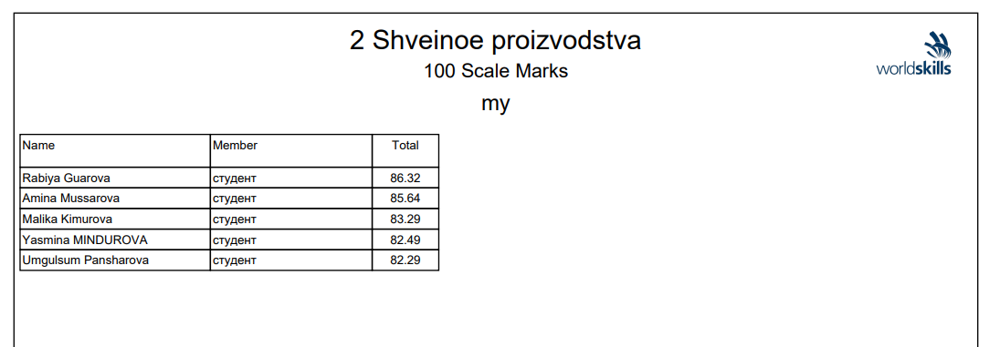 2 Shveinoe proizvodstva
100 Scale Marks
worldskills
my
Name Member Total
Rabiya Guarova студент 86.32
Amina Mussarova студент 85.64
Malika Kimurova студент 83.29
Yasmina MINDUROVA студент 82.49
Umgulsum Pansharova студент 82.29